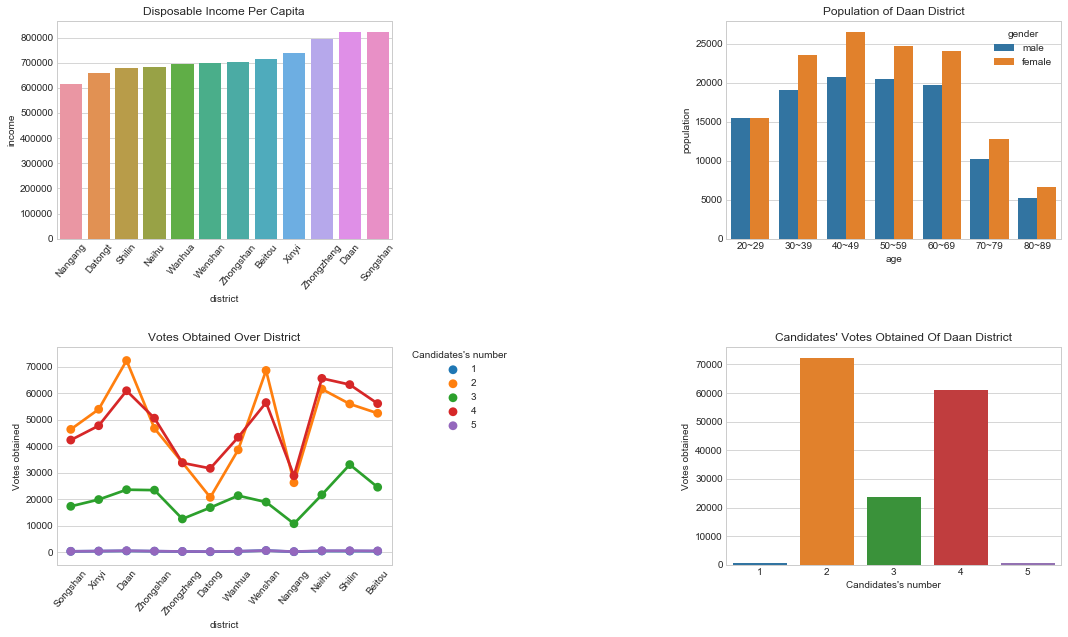 Disposable Income Per Capita
income
800000
700000
600000
500000
400000
300000
200000
100000
0
Nangang
Datongt
Shilin
Neihu
Wanhua
Wenshan
Zhongshan
Beitou
Xinyi
Zhongzheng
Daan
Songshan
district
Population of Daan District
population
25000
20000
15000
10000
5000
0
gender
male
female
20~29
30~39
40~49
50~59
60~69
70~79
80~89
age
Votes Obtained Over District
Votes obtained
70000
60000
50000
40000
30000
20000
10000
0
Songshan
Xinyi
Daan
Zhongshan
Zhongzheng
Datong
Wanhua
Wenshan
Nangang
Neihu
Shilin
Beitou
district
Candidates's number
1
2
3
4
5
Candidates' Votes Obtained Of Daan District
Votes obtained
70000
60000
50000
40000
30000
20000
10000
0
1
2
3
4
5
Candidates's number